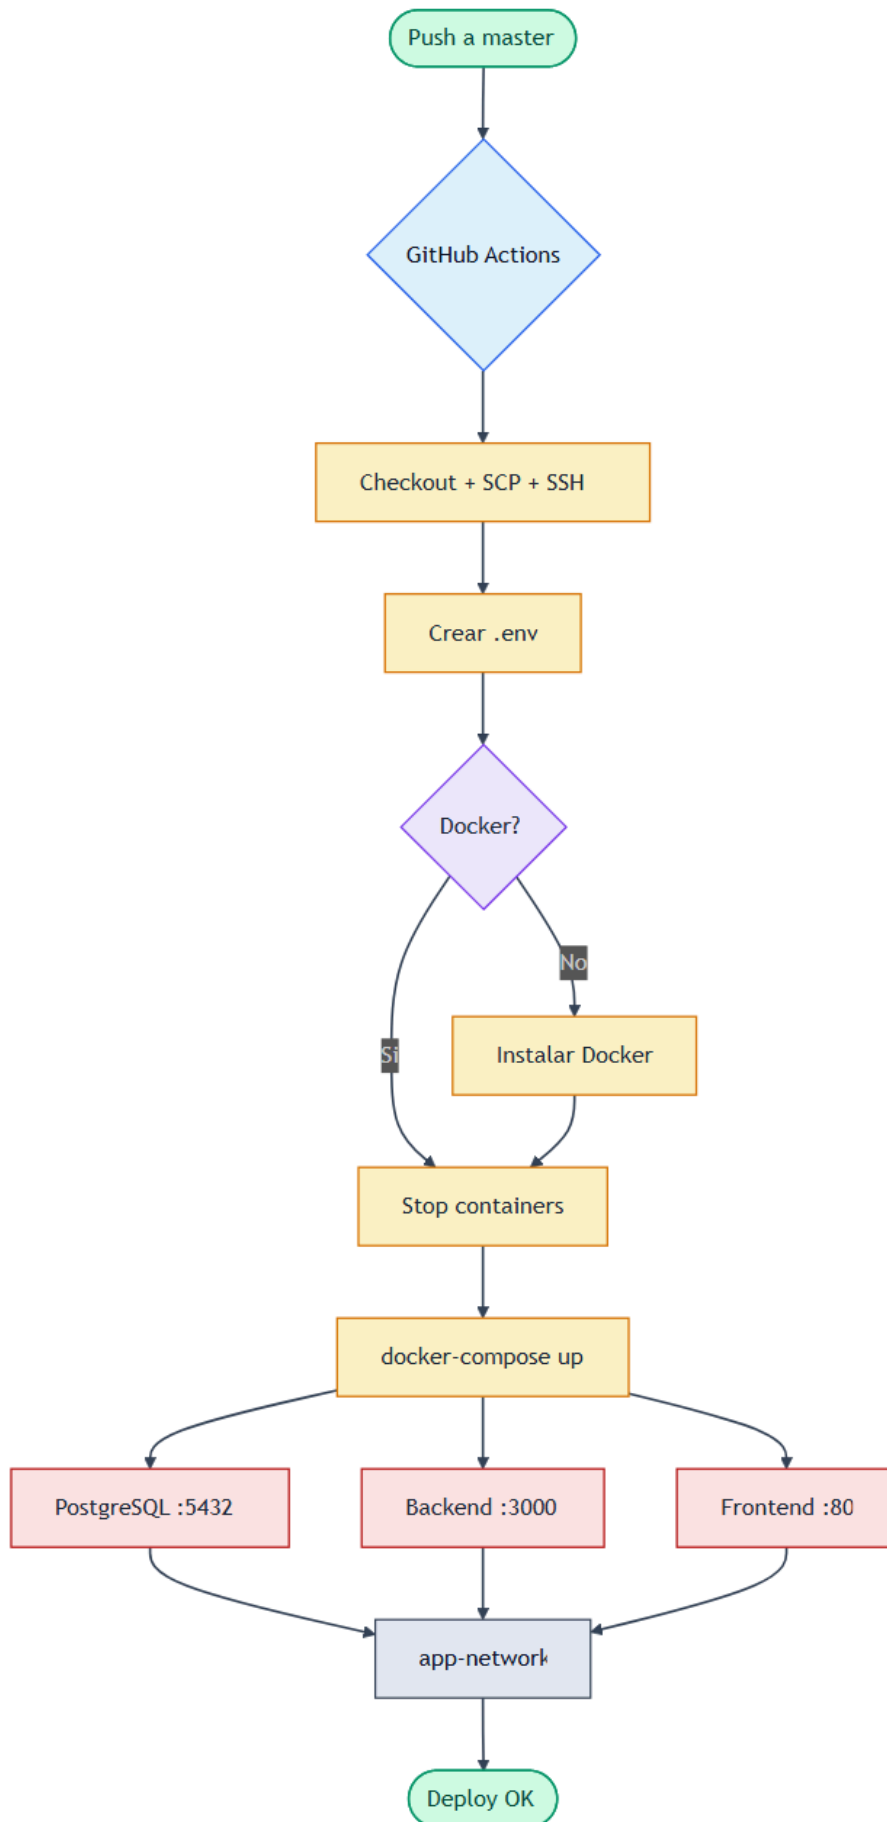 Push a master
GitHub Actions
Checkout + SCP + SSH
Crear .env
Docker?
No
Si
Instalar Docker
Stop containers
docker-compose up
PostgreSQL :5432
Backend :3000
Frontend :80
app-network
Deploy OK